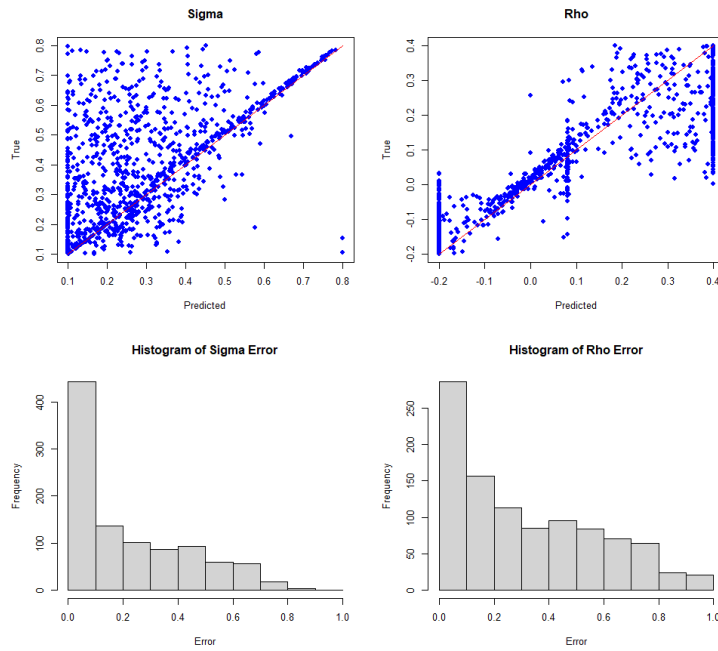 Sigma
Rho
True
0.1 0.2 0.3 0.4 0.5 0.6 0.7 0.8
0.1 0.2 0.3 0.4 0.5 0.6 0.7 0.8
Predicted
True
-0.2 -0.1 0.0 0.1 0.2 0.3 0.4
-0.2 -0.1 0.0 0.1 0.2 0.3 0.4
Predicted
Histogram of Sigma Error
Histogram of Rho Error
Frequency
0 100 200 300 400
0.0 0.2 0.4 0.6 0.8 1.0
Error
Frequency
0 50 100 150 200 250
0.0 0.2 0.4 0.6 0.8 1.0
Error